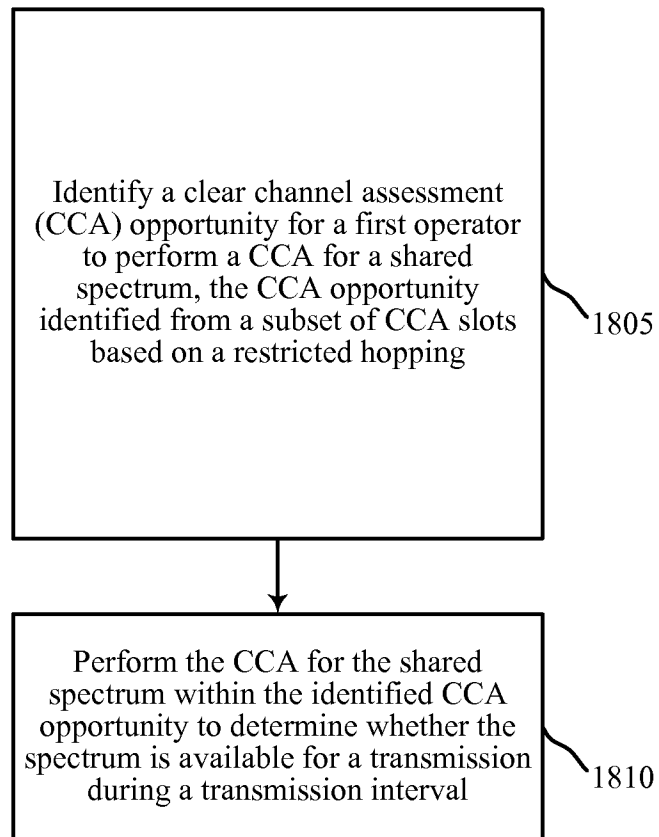 Identify a clear channel assessment
(CCA) opportunity for a first operator
to perform a CCA for a shared
spectrum, the CCA opportunity
identified from a subset of CCA slots
based on a restricted hopping
1805
Perform the CCA for the shared
spectrum within the identified CCA
opportunity to determine whether the
spectrum is available for a transmission
during a transmission interval
1810